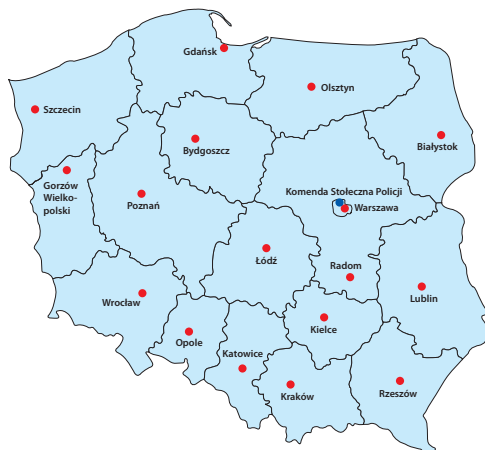 Gdańsk
Olsztyn
Szczecin
Bydgoszcz
Białystok
Gorzów
Wielko-
polski
Poznań
Komenda Stołeczna Policji
Warszawa
Łódź
Radom
Lublin
Wrocław
Kielce
Opole
Katowice
Kraków
Rzeszów